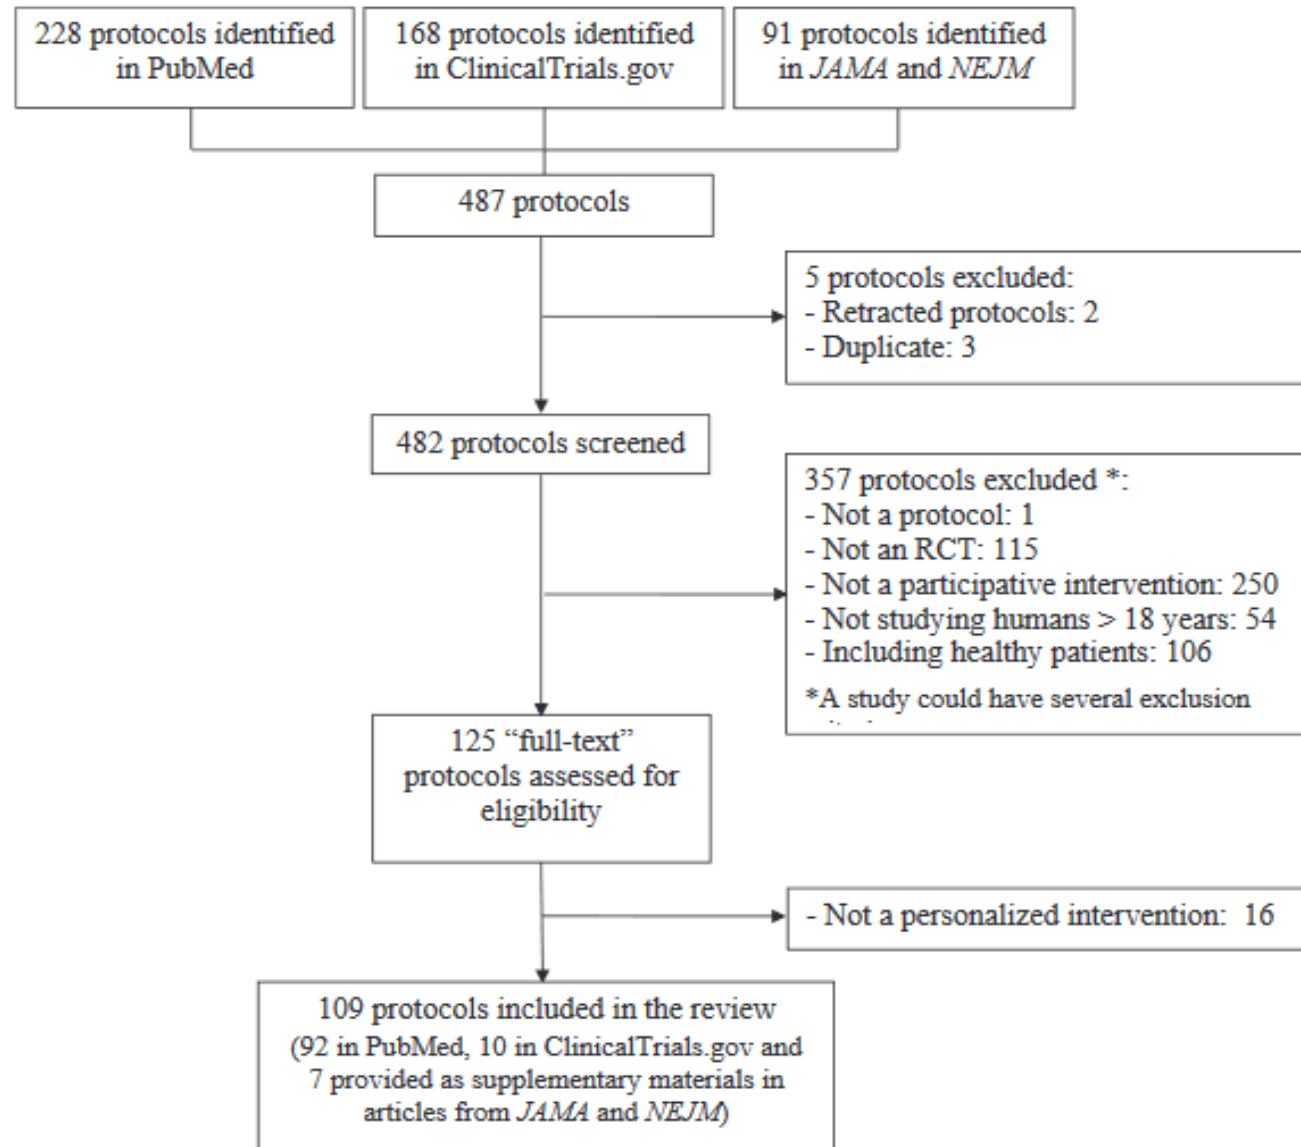 228 protocols identified
in PubMed
168 protocols identified
in ClinicalTrials.gov
91 protocols identified
in JAMA and NEJM
487 protocols
5 protocols excluded:
- Retracted protocols: 2
- Duplicate: 3
482 protocols screened
357 protocols excluded *:
- Not a protocol: 1
- Not an RCT: 115
- Not a participative intervention: 250
- Not studying humans > 18 years: 54
- Including healthy patients: 106
*A study could have several exclusion
125 “full-text”
protocols assessed for
eligibility
- Not a personalized intervention: 16
109 protocols included in the review
(92 in PubMed, 10 in ClinicalTrials.gov and
7 provided as supplementary materials in
articles from JAMA and NEJM)